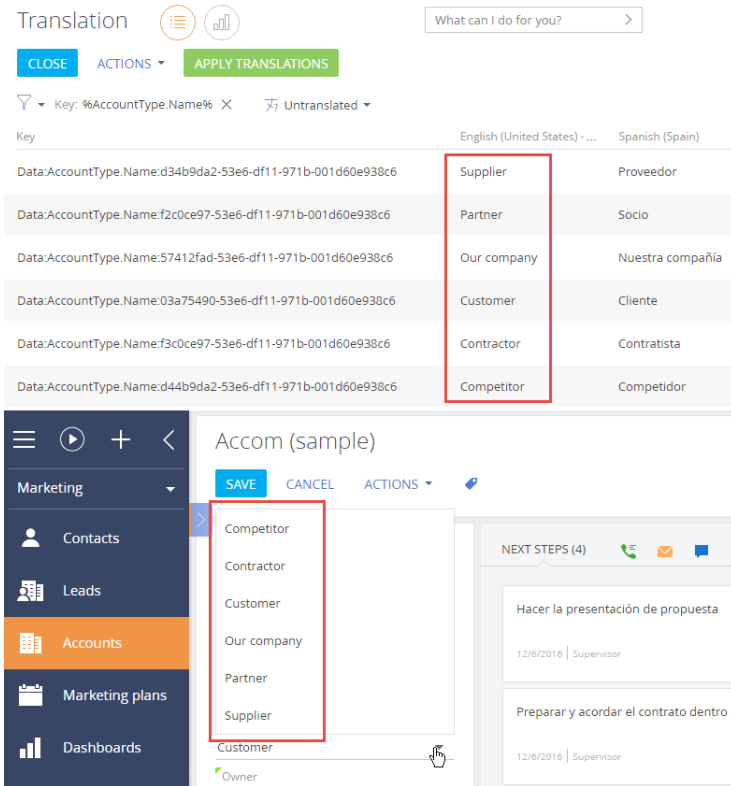 Translation
What can I do for you?
CLOSE ACTIONS APPLY TRANSLATIONS
Key: %AccountType.Name% Untranslated
Key English (United States) - ... Spanish (Spain)
Data:AccountType.Name:d34b9da2-53e6-df11-971b-001d60e938c6 Supplier Proveedor
Data:AccountType.Name:f2c0ce97-53e6-df11-971b-001d60e938c6 Partner Socio
Data:AccountType.Name:57412fad-53e6-df11-971b-001d60e938c6 Our company Nuestra compañía
Data:AccountType.Name:03a75490-53e6-df11-971b-001d60e938c6 Customer Cliente
Data:AccountType.Name:f3c0ce97-53e6-df11-971b-001d60e938c6 Contractor Contratista
Data:AccountType.Name:d44b9da2-53e6-df11-971b-001d60e938c6 Competitor Competidor
Marketing
Contacts
Leads
Accounts
Marketing plans
Dashboards
Accom (sample)
SAVE CANCEL ACTIONS
Competitor
Contractor
Customer
Our company
Partner
Supplier
Customer
Owner
NEXT STEPS (4)
Hacer la presentación de propuesta
12/6/2016 | Supervisor
Preparar y acordar el contrato dentro
12/6/2016 | Supervisor